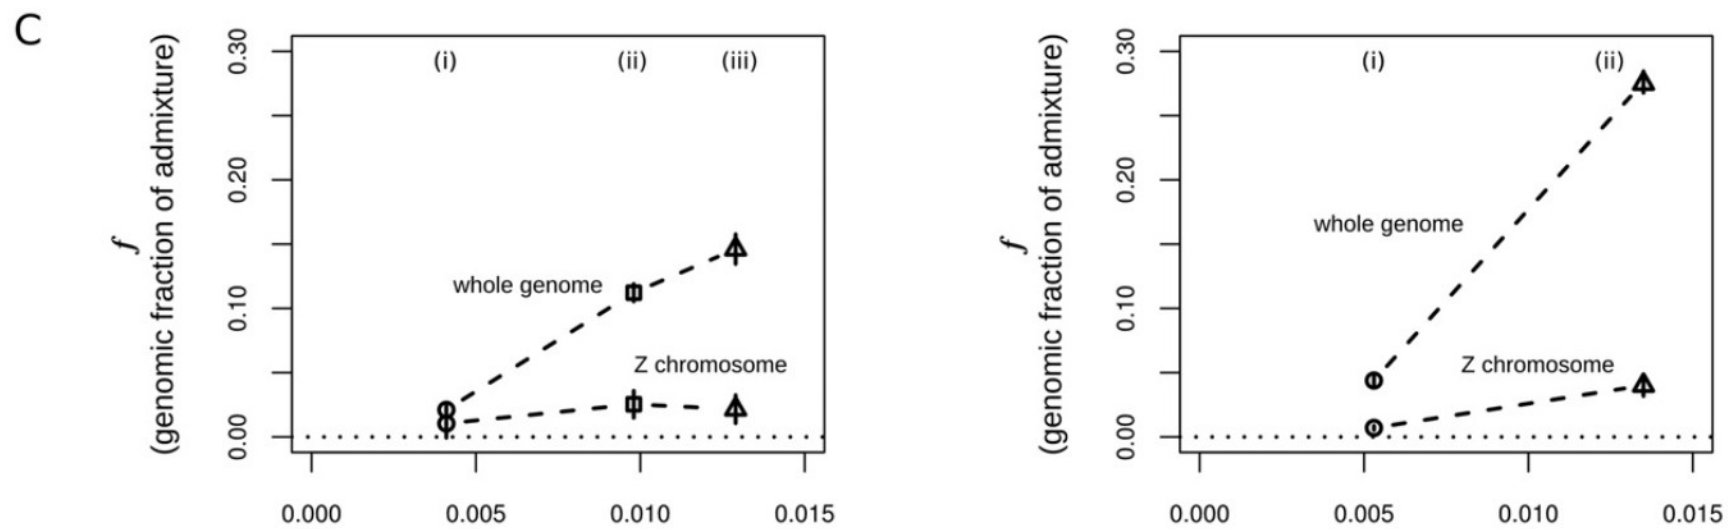 C
f
(genomic fraction of admixture)
0.30
0.20
0.10
0.00
(i) (ii) (iii)
whole genome
Z chromosome
0.000 0.005 0.010 0.015
f
(genomic fraction of admixture)
0.30
0.20
0.10
0.00
(i) (ii)
whole genome
Z chromosome
0.000 0.005 0.010 0.015